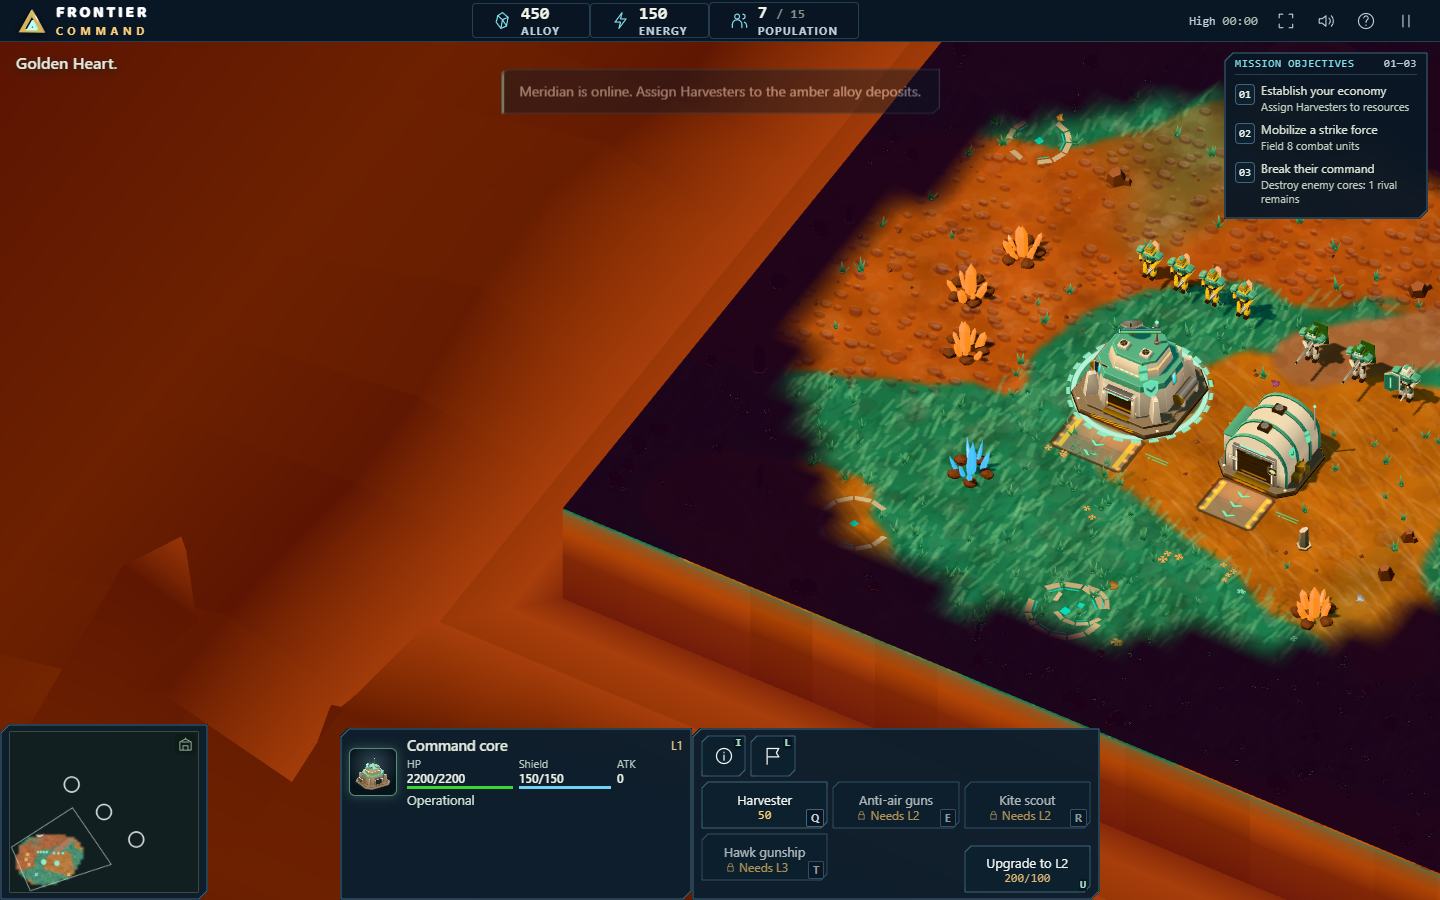 FRONTIER
COMMAND
450
ALLOY
150
ENERGY
7 / 15
POPULATION
High 00:00
Golden Heart.
Meridian is online. Assign Harvesters to the amber alloy deposits.
MISSION OBJECTIVES 01—03
01 Establish your economy
Assign Harvesters to resources
02 Mobilize a strike force
Field 8 combat units
03 Break their command
Destroy enemy cores: 1 rival
remains
Command core L1
HP Shield ATK
2200/2200 150/150 0
Operational
I L
Harvester
50 Q
Anti-air guns
Needs L2 E
Kite scout
Needs L2 R
Hawk gunship
Needs L3 T
Upgrade to L2
200/100 U